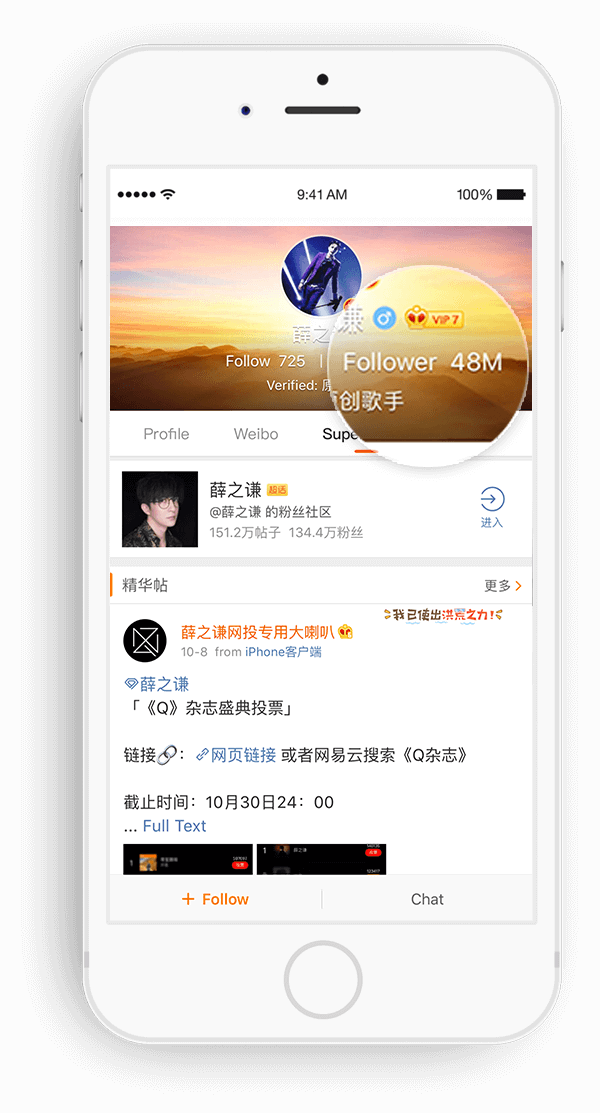 9:41 AM
100%
薛之
谦
VIP 7
Follow 725 |
Follower 48M
Verified: 原
创歌手
Profile
Weibo
Supe
薛之谦 超话
@薛之谦 的粉丝社区
151.2万帖子 134.4万粉丝
进入
精华帖
更多
我已使出洪荒之力!
薛之谦网投专用大喇叭
10-8 from iPhone客户端
薛之谦
「《Q》杂志盛典投票」
链接🔗: 网页链接 或者网易云搜索《Q杂志》
截止时间:10月30日24:00
... Full Text
1
1 薛之谦
+ Follow
Chat